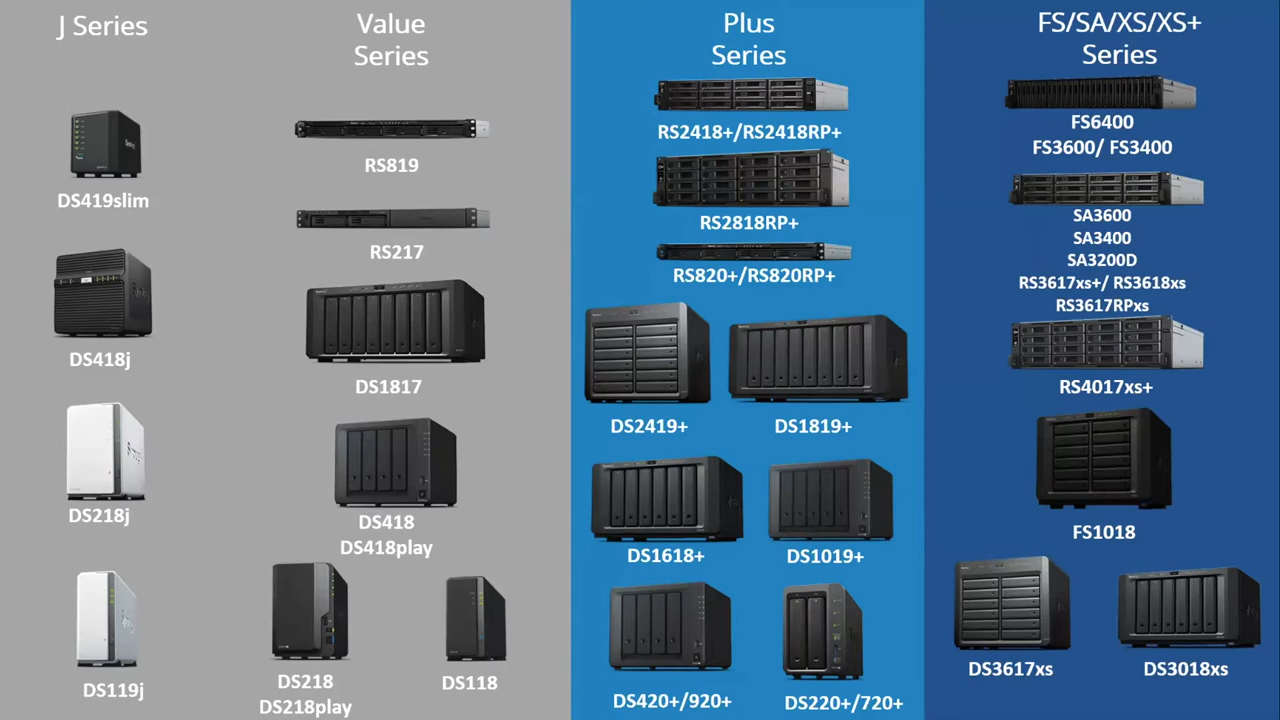 J Series
DS419slim
DS418j
DS218j
DS119j
Value
Series
RS819
RS217
DS1817
DS418
DS418play
DS218
DS218play
DS118
Plus
Series
RS2418+/RS2418RP+
RS2818RP+
RS820+/RS820RP+
DS2419+
DS1819+
DS1618+
DS1019+
DS420+/920+
DS220+/720+
FS/SA/XS/XS+
Series
FS6400
FS3600/ FS3400
SA3600
SA3400
SA3200D
RS3617xs+/ RS3618xs
RS3617RPxs
RS4017xs+
FS1018
DS3617xs
DS3018xs